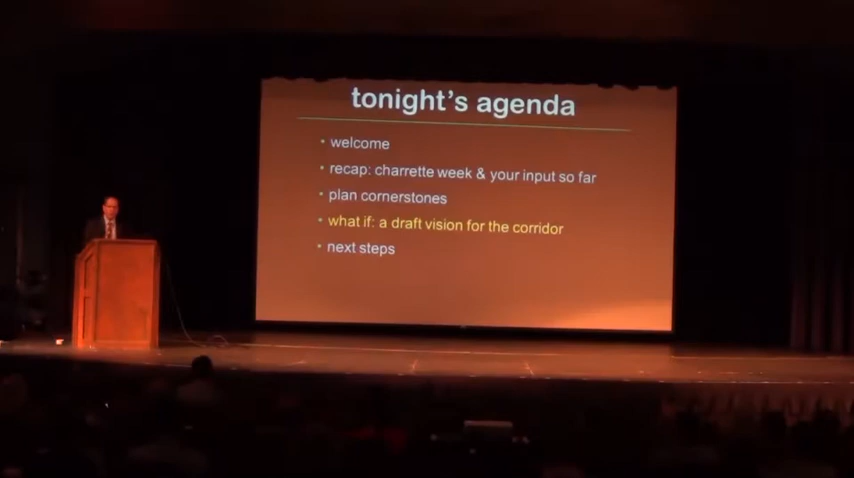 tonight's agenda
• welcome
• recap: charrette week & your input so far
• plan cornerstones
• what if: a draft vision for the corridor
• next steps